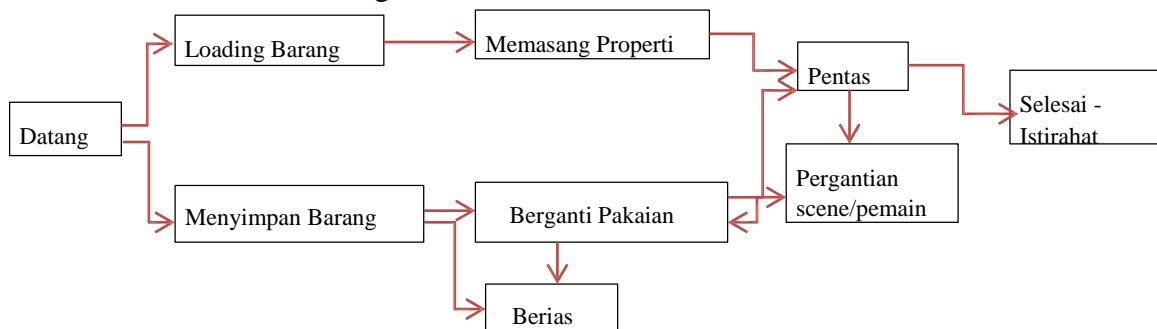 Loading Barang
Memasang Properti
Pentas
Selesai -
Istirahat
Datang
Menyimpan Barang
Berganti Pakaian
Pergantian
scene/pemain
Berias